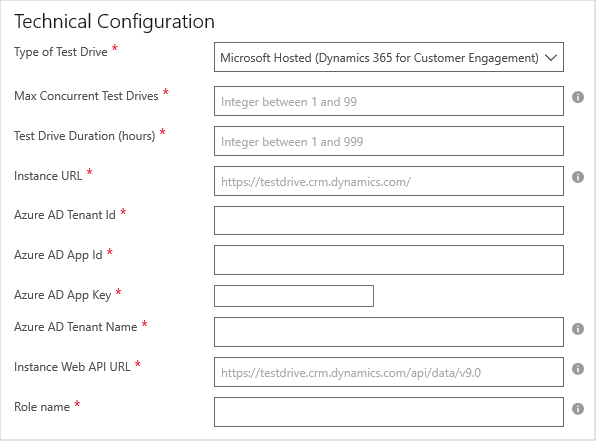 Technical Configuration
Type of Test Drive *
Microsoft Hosted (Dynamics 365 for Customer Engagement)
Max Concurrent Test Drives *
Integer between 1 and 99
Test Drive Duration (hours) *
Integer between 1 and 999
Instance URL *
https://testdrive.crm.dynamics.com/
Azure AD Tenant Id *
Azure AD App Id *
Azure AD App Key *
Azure AD Tenant Name *
Instance Web API URL *
https://testdrive.crm.dynamics.com/api/data/v9.0
Role name *